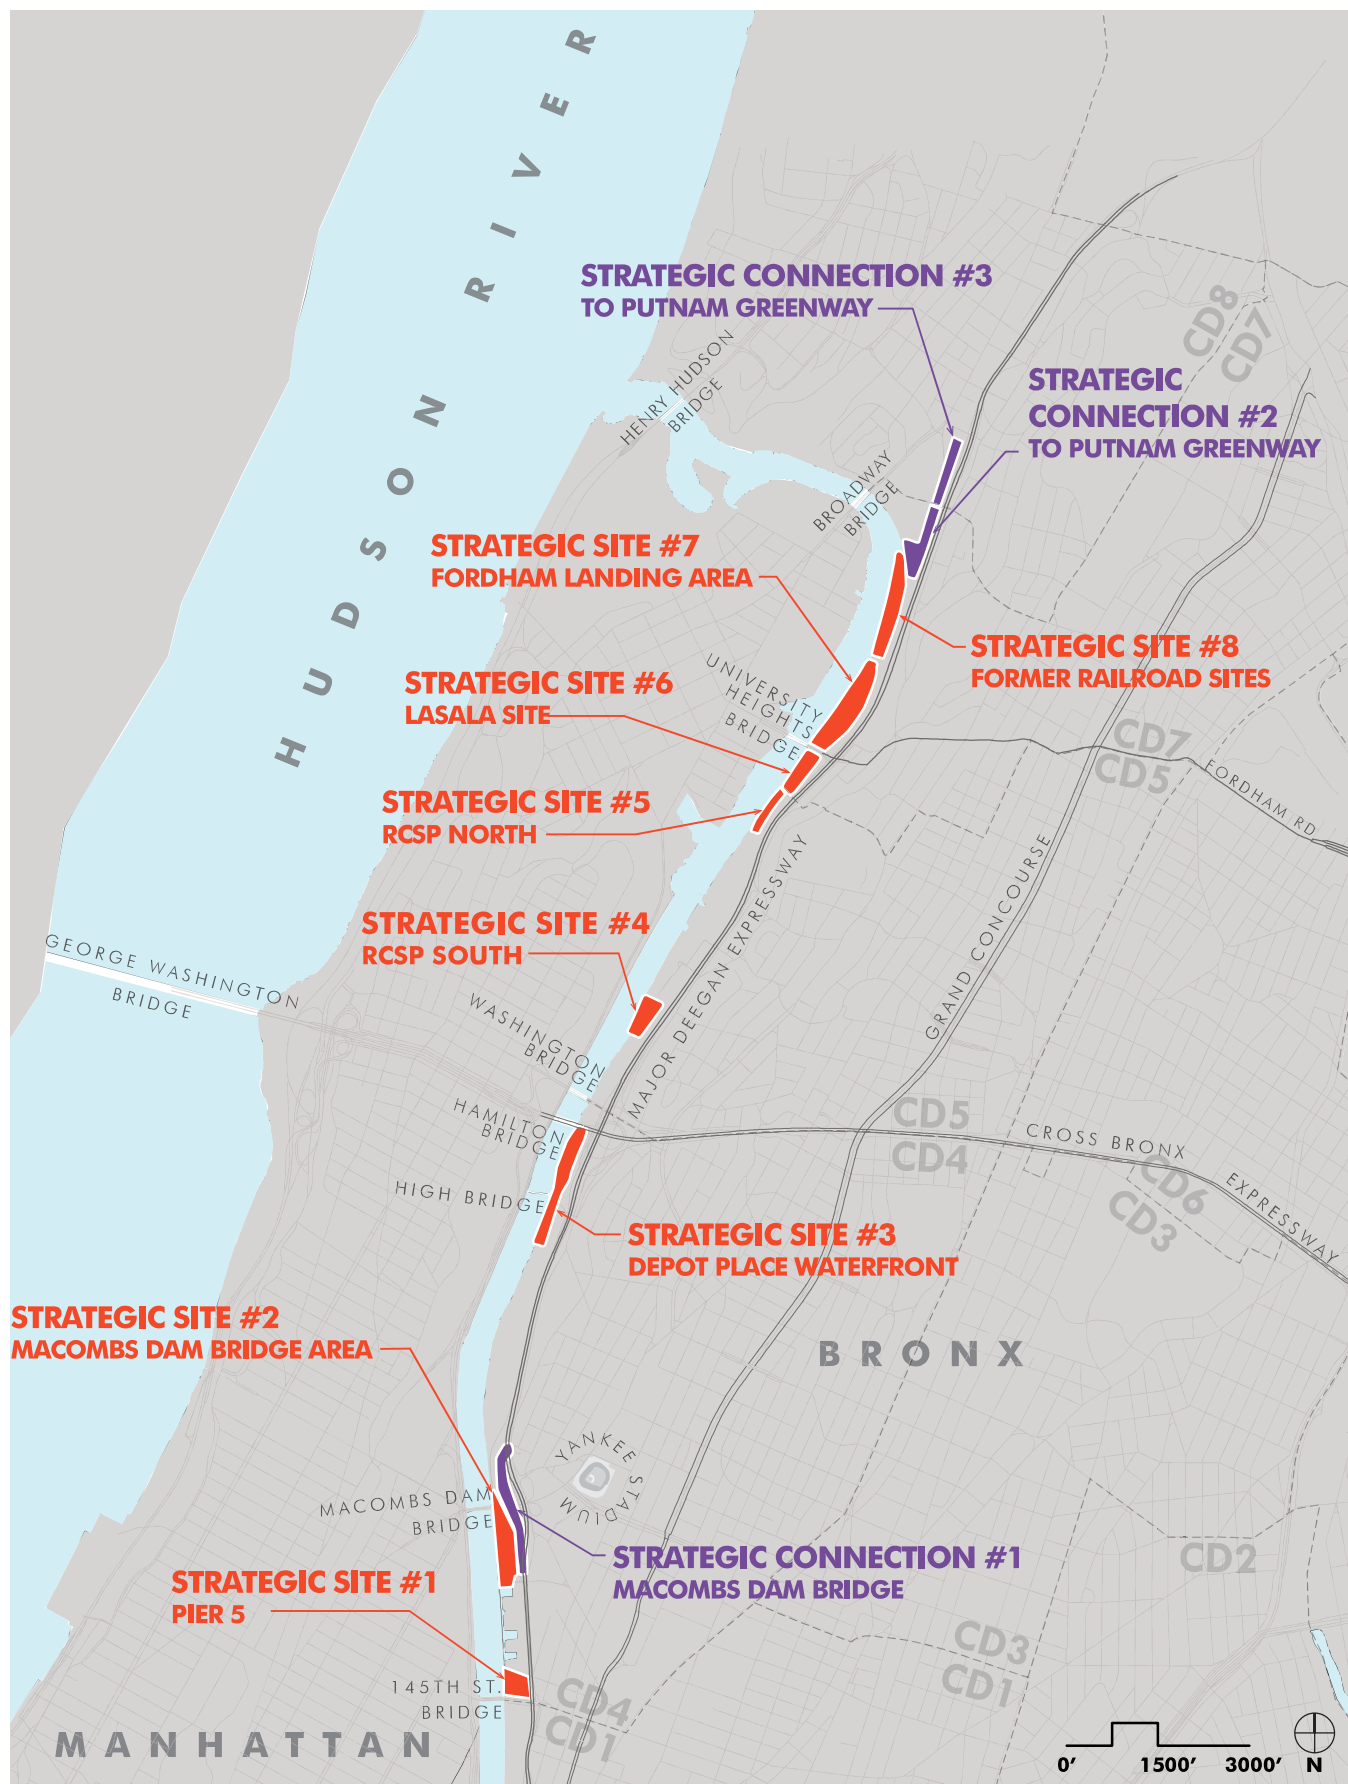 HUDSON RIVER
STRATEGIC CONNECTION #3
TO PUTNAM GREENWAY
CD8
CD7
HENRY HUDSON
BRIDGE
STRATEGIC
CONNECTION #2
TO PUTNAM GREENWAY
BROADWAY
BRIDGE
STRATEGIC SITE #7
FORDHAM LANDING AREA
STRATEGIC SITE #8
FORMER RAILROAD SITES
UNIVERSITY
HEIGHTS
BRIDGE
STRATEGIC SITE #6
LASALA SITE
CD7
CD5
FORDHAM RD
STRATEGIC SITE #5
RCSP NORTH
MAJOR DEEGAN EXPRESSWAY
GRAND CONCOURSE
STRATEGIC SITE #4
RCSP SOUTH
GEORGE WASHINGTON
BRIDGE
WASHINGTON
BRIDGE
HAMILTON
BRIDGE
CD5
CD4
CROSS BRONX
EXPRESSWAY
CD6
CD3
HIGH BRIDGE
STRATEGIC SITE #3
DEPOT PLACE WATERFRONT
STRATEGIC SITE #2
MACOMBS DAM BRIDGE AREA
BRONX
YANKEE STADIUM
MACOMBS DAM
BRIDGE
STRATEGIC CONNECTION #1
MACOMBS DAM BRIDGE
CD2
STRATEGIC SITE #1
PIER 5
CD3
CD1
145TH ST.
BRIDGE
CD4
CD1
MANHATTAN
0' 1500' 3000' N